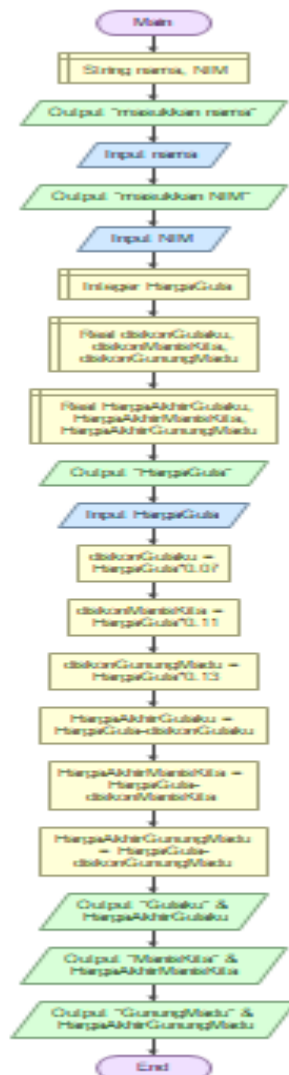 Main
String nama, NIM
Output "masukkan nama"
Input nama
Output "masukkan NIM"
Input NIM
Integer HargaGula
Real diskonGulaku,
diskonManisKita,
diskonGunungMadu
Real HargaAkhirGulaku,
HargaAkhirManisKita,
HargaAkhirGunungMadu
Output "HargaGula"
Input HargaGula
diskonGulaku =
HargaGula*0.07
diskonManisKita =
HargaGula*0.11
diskonGunungMadu =
HargaGula*0.13
HargaAkhirGulaku =
HargaGula-diskonGulaku
HargaAkhirManisKita =
HargaGula-
diskonManisKita
HargaAkhirGunungMadu
= HargaGula-
diskonGunungMadu
Output "Gulaku" &
HargaAkhirGulaku
Output "ManisKita" &
HargaAkhirManisKita
Output "GunungMadu" &
HargaAkhirGunungMadu
End